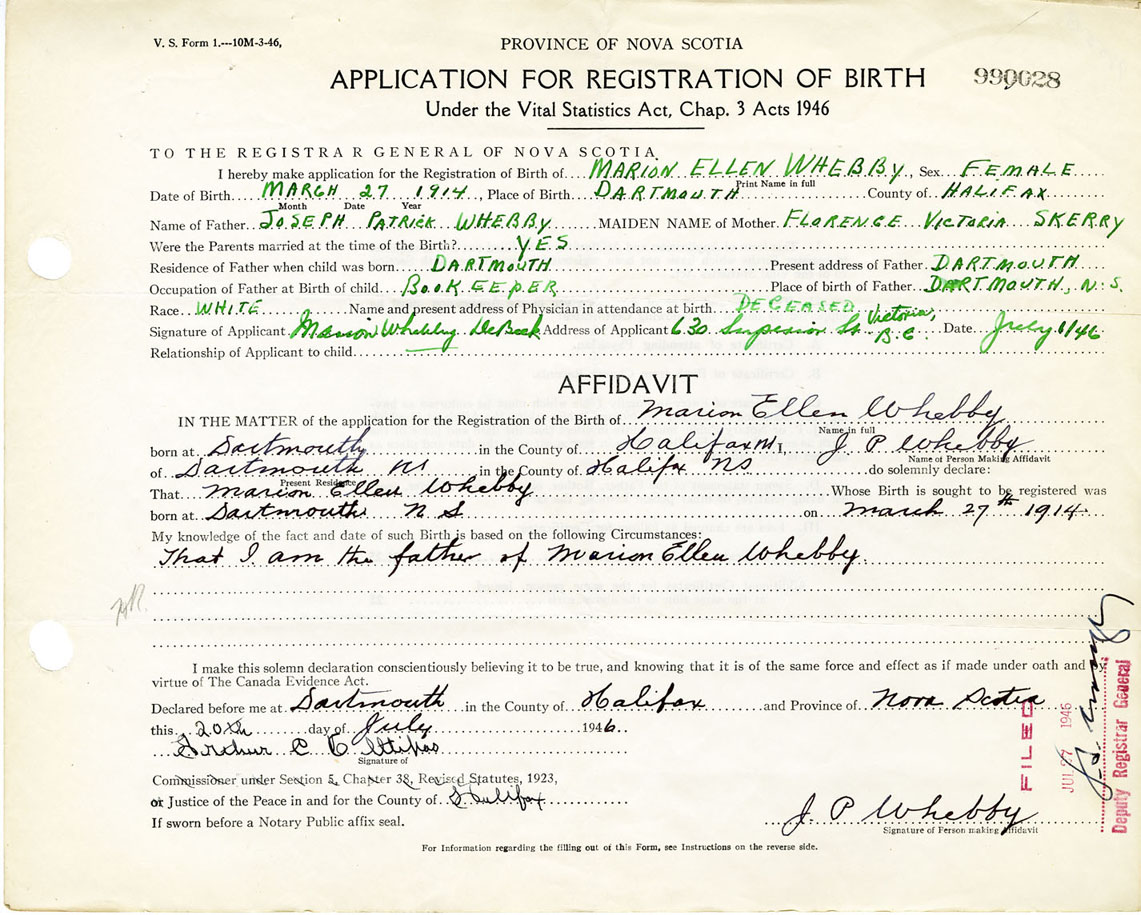 V. S. Form 1.---10M-3-46,
PROVINCE OF NOVA SCOTIA
APPLICATION FOR REGISTRATION OF BIRTH 990028
Under the Vital Statistics Act, Chap. 3 Acts 1946
TO THE REGISTRAR GENERAL OF NOVA SCOTIA.
I hereby make application for the Registration of Birth of MARION ELLEN WHEBBY, Sex FEMALE
Print Name in full
Date of Birth MARCH 27 1914, Place of Birth DARTMOUTH County of HALIFAX
Month Date Year
Name of Father JOSEPH PATRICK WHEBBY MAIDEN NAME of Mother FLORENCE VICTORIA SKERRY
Were the Parents married at the time of the Birth? YES
Residence of Father when child was born DARTMOUTH Present address of Father DARTMOUTH
Occupation of Father at Birth of child BOOKEEPER Place of birth of Father DARTMOUTH, N.S.
Race WHITE Name and present address of Physician in attendance at birth DECEASED
Signature of Applicant Marion Whebby DeBeck Address of Applicant 630 Superior St. Victoria, B.C. Date July 1/46
Relationship of Applicant to child
AFFIDAVIT
IN THE MATTER of the application for the Registration of the Birth of Marion Ellen Whebby
Name in full
born at Dartmouth in the County of Halifax I, J P Whebby
Name of Person Making Affidavit
of Dartmouth NS in the County of Halifax NS do solemnly declare:
Present Residence
That Marion Ellen Whebby Whose Birth is sought to be registered was
born at Dartmouth N S on March 27th 1914
My knowledge of the fact and date of such Birth is based on the following Circumstances:
That I am the father of Marion Ellen Whebby.
I make this solemn declaration conscientiously believing it to be true, and knowing that it is of the same force and effect as if made under oath and by
virtue of The Canada Evidence Act.
Declared before me at Dartmouth in the County of Halifax and Province of Nova Scotia
this 20th day of July 1946
Arthur C
Signature of
Commissioner under Section 5, Chapter 38, Revised Statutes, 1923,
or Justice of the Peace in and for the County of Halifax
If sworn before a Notary Public affix seal.
J P Whebby
Signature of Person making Affidavit
For Information regarding the filling out of this Form, see Instructions on the reverse side.
FILED
JUL 1946
Deputy Registrar General